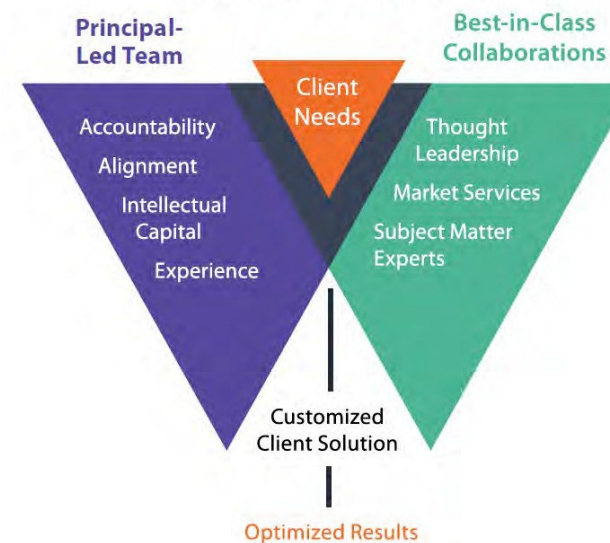 Principal-
Led Team
Best-in-Class
Collaborations
Client
Needs
Accountability
Alignment
Intellectual
Capital
Experience
Thought
Leadership
Market Services
Subject Matter
Experts
Customized
Client Solution
Optimized Results